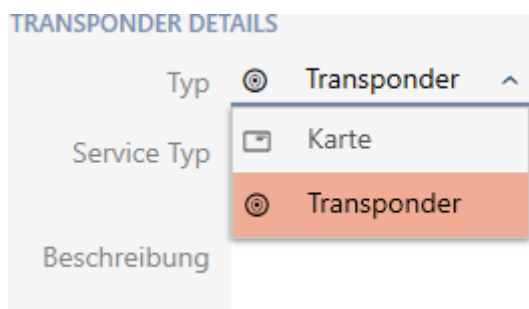 TRANSPONDER DETAILS
Typ Transponder
Karte
Service Typ
Transponder
Beschreibung